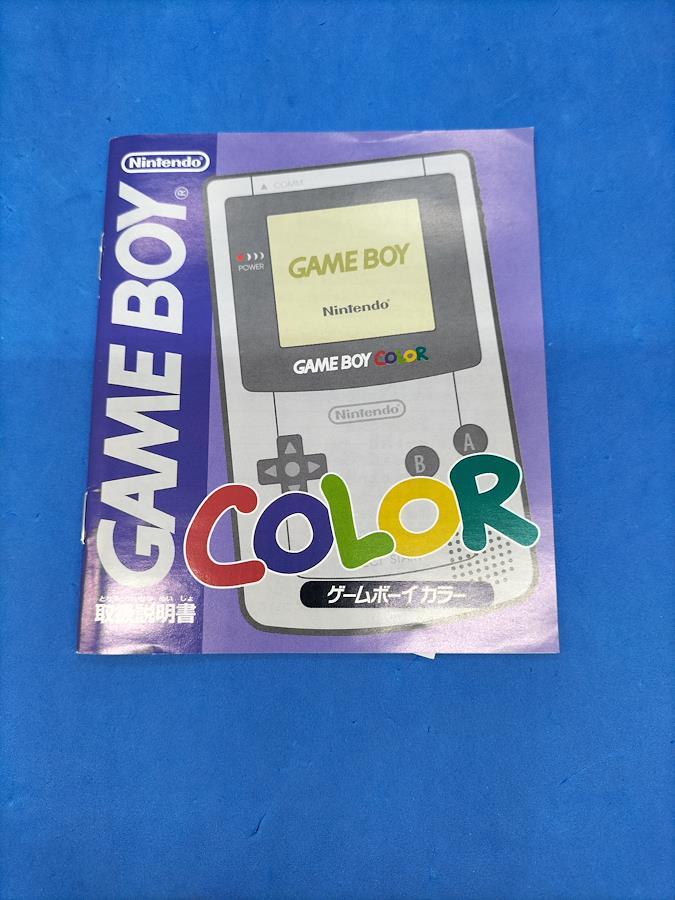 Nintendo®
GAME BOY®
COMM
POWER
GAME BOY
Nintendo®
GAME BOY COLOR
Nintendo®
B
A
COLOR
START
ゲームボーイカラー
取扱説明書